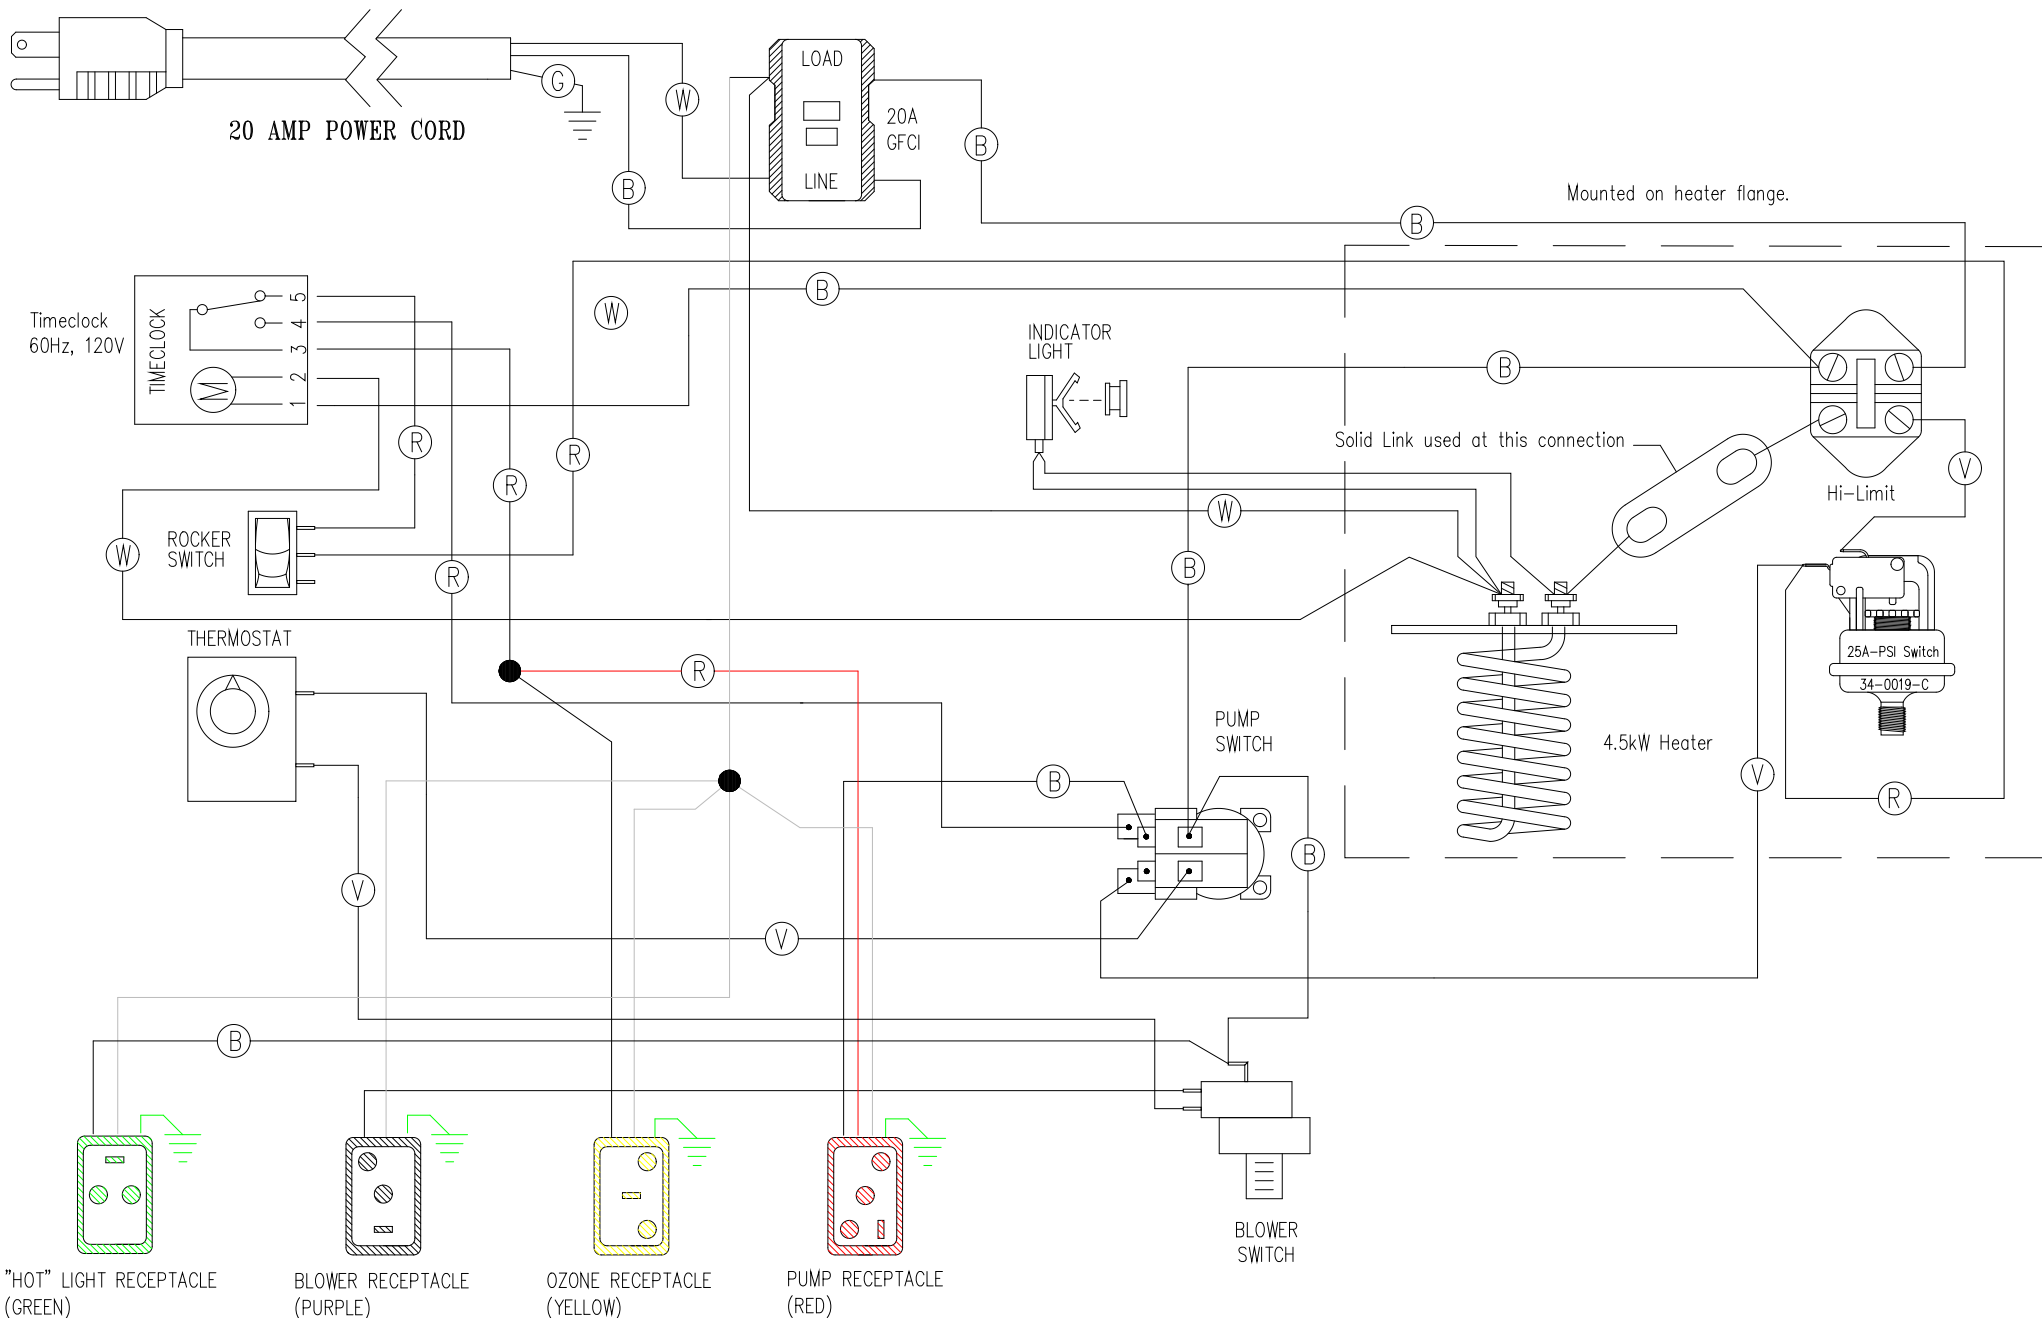 G
W
LOAD
20A
GFCI
B
20 AMP POWER CORD
LINE
B
Mounted on heater flange.
B
Timeclock
60Hz, 120V
TIMECLOCK
5
4
3
2
1
M
B
W
INDICATOR
LIGHT
B
R
R
R
Solid Link used at this connection
V
Hi-Limit
W
ROCKER
SWITCH
W
R
B
THERMOSTAT
25A-PSI Switch
34-0019-C
R
PUMP
SWITCH
4.5kW Heater
B
V
R
B
V
V
B
"HOT" LIGHT RECEPTACLE
(GREEN)
BLOWER RECEPTACLE
(PURPLE)
OZONE RECEPTACLE
(YELLOW)
PUMP RECEPTACLE
(RED)
BLOWER
SWITCH